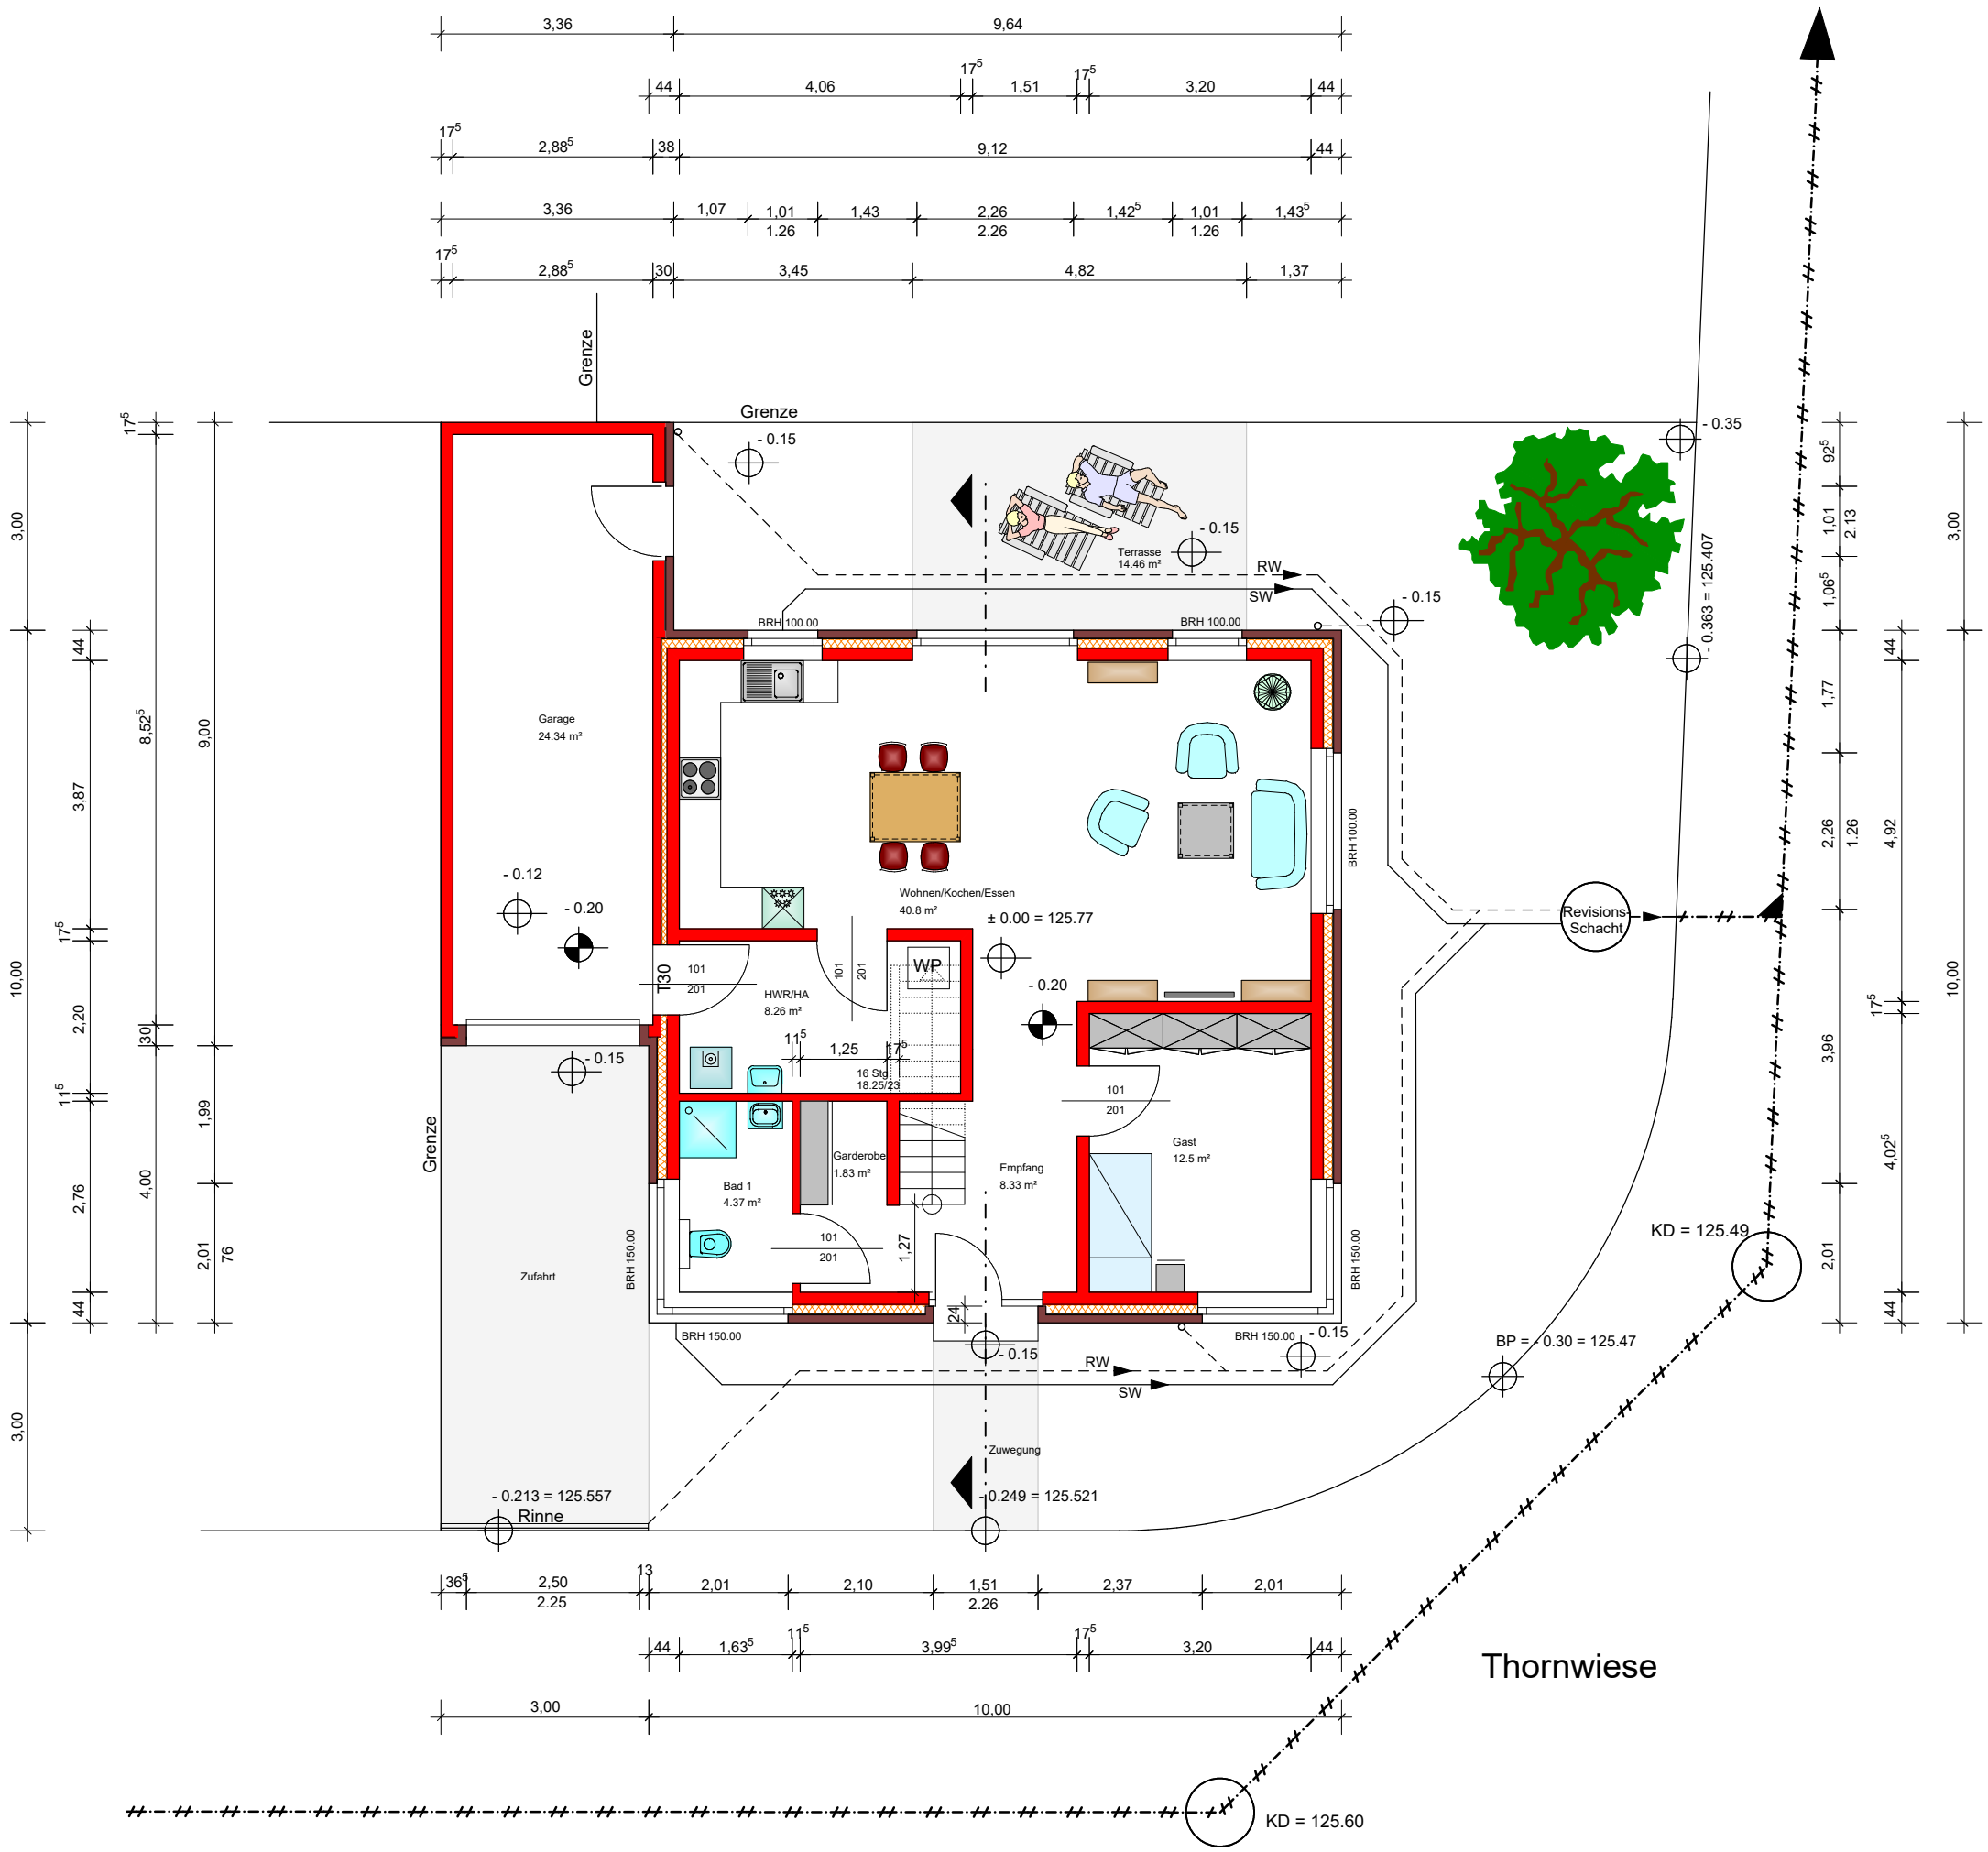 3,36 9,64
44 4,06 17⁵ 1,51 17⁵ 3,20 44
17⁵ 2,88⁵ 38 9,12 44
3,36 1,07 1,01 1,43 2,26 1,42⁵ 1,01 1,43⁵
1.26 2.26 1.26
17⁵ 2,88⁵ 30 3,45 4,82 1,37
Grenze
Grenze
- 0.15
- 0.35
- 0.15
Terrasse
14.46 m²
RW
SW
- 0.15
- 0.363 = 125.407
BRH 100.00
BRH 100.00
Garage
24.34 m²
BRH 100.00
- 0.12
- 0.20
Wohnen/Kochen/Essen
40.8 m²
± 0.00 = 125.77
Revisions-
Schacht
T30
101
201
101
201
WP
HWR/HA
8.26 m²
- 0.20
11⁵ 1,25 17⁵
16 Stg.
18.25/23
- 0.15
101
201
Grenze
Garderobe
1.83 m²
Gast
12.5 m²
Bad 1
4.37 m²
Empfang
8.33 m²
101
201
1,27
KD = 125.49
BRH 150.00
BRH 150.00
Zufahrt
24
BRH 150.00
BRH 150.00
- 0.15
- 0.15
BP = - 0.30 = 125.47
RW
SW
Zuwegung
- 0.213 = 125.557
- 0.249 = 125.521
Rinne
3,00
10,00
3,00
44
3,87
17⁵
2,20
11⁵
2,76
44
17⁵
8,52⁵
30
4,00
9,00
1,99
2,01
76
92⁵
1,01
2.13
1,06⁵
1,77
2,26
1.26
3,96
2,01
44
4,92
17⁵
4,02⁵
44
3,00
10,00
36⁵ 2,50 13 2,01 2,10 1,51 2,37 2,01
2.25 2.26
44 1,63⁵ 11⁵ 3,99⁵ 17⁵ 3,20 44
3,00 10,00
Thornwiese
KD = 125.60